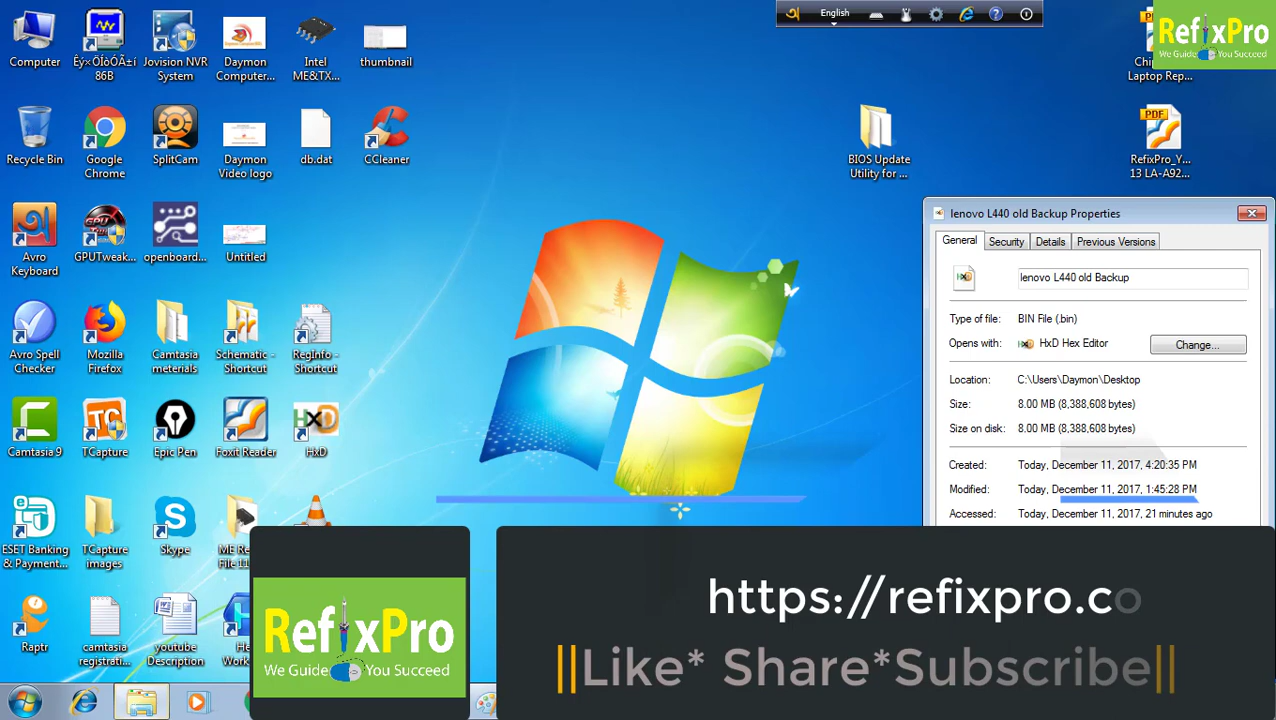 English
RefixPro
We Guide You Succeed
Computer
86B
Jovision NVR
System
Daymon
Computer...
Intel
ME&TX...
thumbnail
Laptop Rep...
Recycle Bin
Google
Chrome
SplitCam
Daymon
Video logo
db.dat
CCleaner
BIOS Update
Utility for ...
PDF
RefixPro_Y...
13 LA-A92...
Avro
Keyboard
GPUTweak...
openboard...
Untitled
lenovo L440 old Backup Properties
General
Security
Details
Previous Versions
lenovo L440 old Backup
Type of file:
BIN File (.bin)
Opens with:
HxD Hex Editor
Change...
Location:
C:\Users\Daymon\Desktop
Size:
8.00 MB (8,388,608 bytes)
Size on disk:
8.00 MB (8,388,608 bytes)
Created:
Today, December 11, 2017, 4:20:35 PM
Modified:
Today, December 11, 2017, 1:45:28 PM
Accessed:
Today, December 11, 2017, 21 minutes ago
Avro Spell
Checker
Mozilla
Firefox
Camtasia
meterials
Schematic -
Shortcut
RegInfo -
Shortcut
Camtasia 9
TCapture
Epic Pen
Foxit Reader
HxD
ESET Banking
& Payment...
TCapture
images
Skype
ME Re
File 11
Raptr
camtasia
registrati...
youtube
Description
He
Work
RefixPro
We Guide You Succeed
https://refixpro.co
||Like* Share*Subscribe||